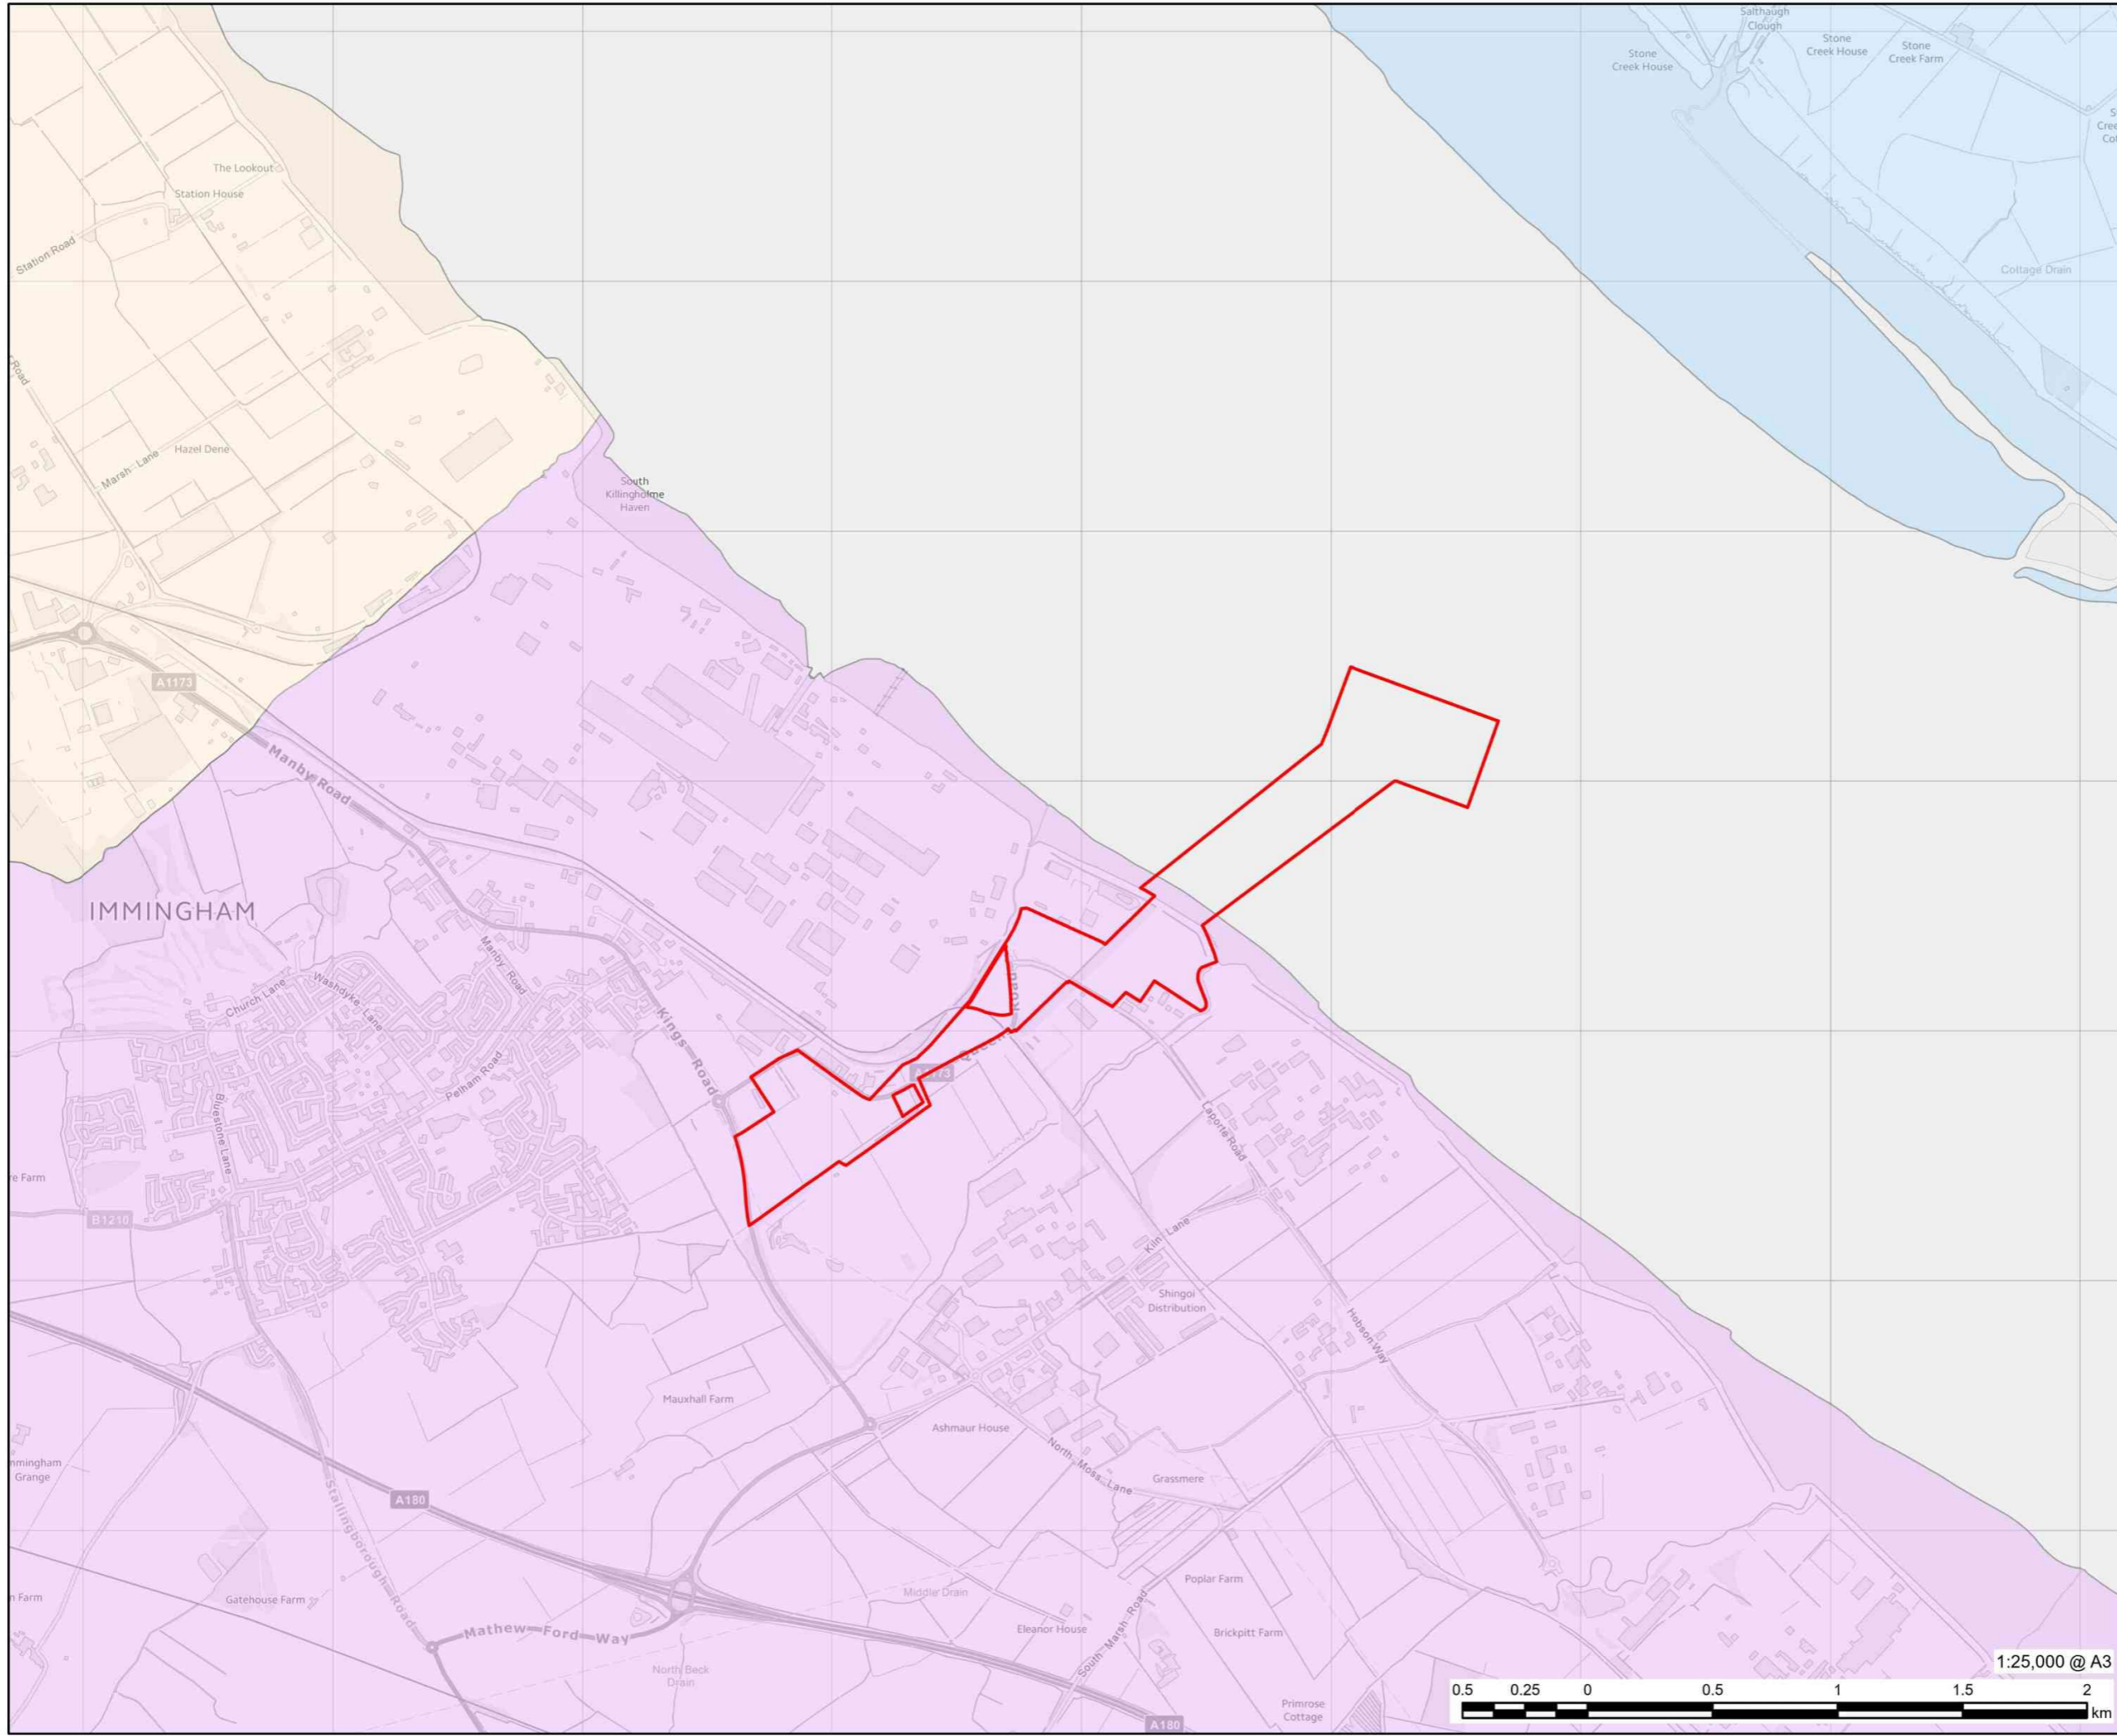 Salthaugh
Clough
Stone
Creek House
Stone
Creek House
Stone
Creek Farm
The Lookout
Station House
Station Road
Cottage Drain
Road
Marsh Lane
Hazel Dene
South
Killingholme
Haven
A1173
Manby Road
IMMINGHAM
Manby Road
Church Lane
Washdyke Lane
Kings Road
Pelham Road
Bluestone Lane
B1210
Laporte Road
Kiln Lane
Shingoi
Distribution
Hobson Way
Mauxhall Farm
Ashmaur House
North Moss Lane
Grassmere
Grange
A180
Stallingborough Road
Gatehouse Farm
Middle Drain
Poplar Farm
Eleanor House
South Marsh Road
Brickpitt Farm
Mathew Ford Way
North Beck
Drain
Primrose
Cottage
A180
1:25,000 @ A3
0.5 0.25 0 0.5 1 1.5 2
km